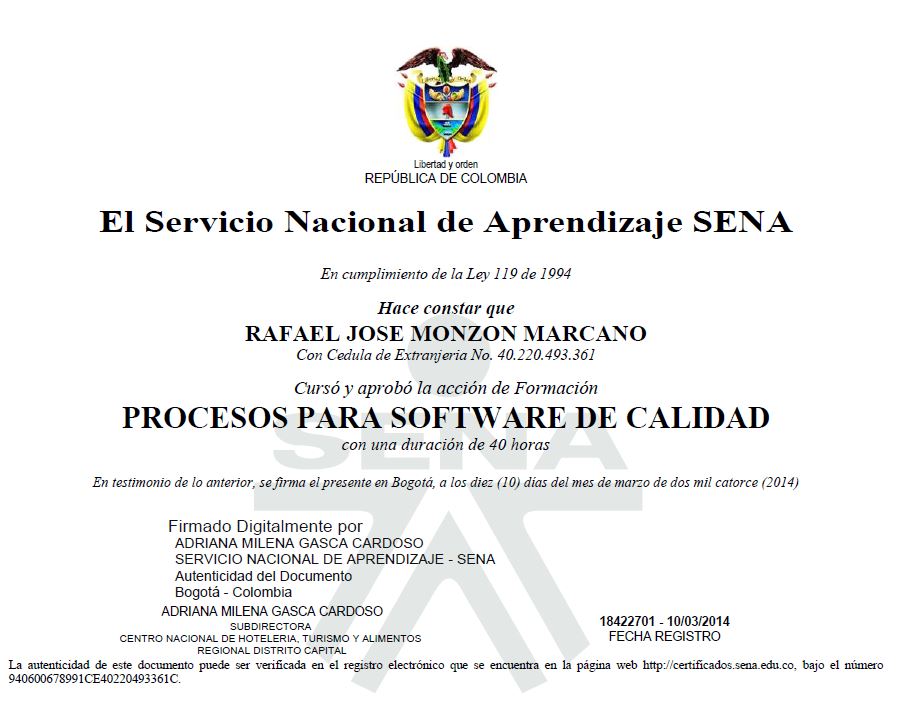 Libertad y orden
REPÚBLICA DE COLOMBIA
El Servicio Nacional de Aprendizaje SENA
En cumplimiento de la Ley 119 de 1994
Hace constar que
RAFAEL JOSE MONZON MARCANO
Con Cedula de Extranjeria No. 40.220.493.361
Cursó y aprobó la acción de Formación
PROCESOS PARA SOFTWARE DE CALIDAD
SENA
con una duración de 40 horas
En testimonio de lo anterior, se firma el presente en Bogotá, a los diez (10) días del mes de marzo de dos mil catorce (2014)
Firmado Digitalmente por
ADRIANA MILENA GASCA CARDOSO
SERVICIO NACIONAL DE APRENDIZAJE - SENA
Autenticidad del Documento
Bogotá - Colombia
ADRIANA MILENA GASCA CARDOSO
SUBDIRECTORA
CENTRO NACIONAL DE HOTELERIA, TURISMO Y ALIMENTOS
REGIONAL DISTRITO CAPITAL
18422701 - 10/03/2014
FECHA REGISTRO
La autenticidad de este documento puede ser verificada en el registro electrónico que se encuentra en la página web http://certificados.sena.edu.co, bajo el número
940600678991CE40220493361C.